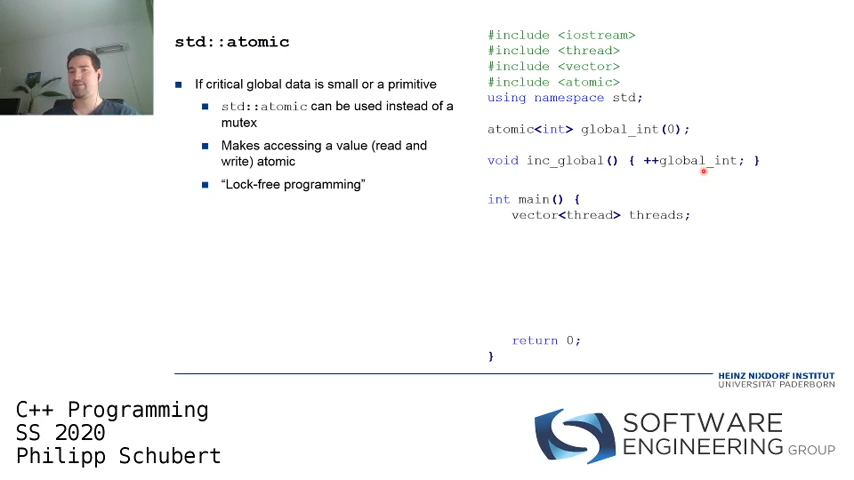 std::atomic
■ If critical global data is small or a primitive
■ std::atomic can be used instead of a
mutex
■ Makes accessing a value (read and
write) atomic
■ “Lock-free programming”
#include <iostream>
#include <thread>
#include <vector>
#include <atomic>
using namespace std;
atomic<int> global_int(0);
void inc_global() { ++global_int; }
int main() {
vector<thread> threads;
return 0;
}
HEINZ NIXDORF INSTITUT
UNIVERSITÄT PADERBORN
C++ Programming
SS 2020
Philipp Schubert
SOFTWARE
ENGINEERING GROUP